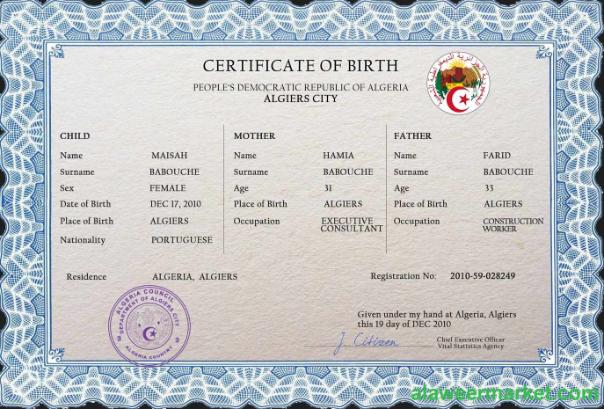 CERTIFICATE OF BIRTH
PEOPLE'S DEMOCRATIC REPUBLIC OF ALGERIA
ALGIERS CITY
CHILD
Name MAISAH
Surname BABOUCHE
Sex FEMALE
Date of Birth DEC 17, 2010
Place of Birth ALGIERS
Nationality PORTUGUESE
MOTHER
Name HAMIA
Surname BABOUCHE
Age 31
Place of Birth ALGIERS
Occupation EXECUTIVE
CONSULTANT
FATHER
Name FARID
Surname BABOUCHE
Age 33
Place of Birth ALGIERS
Occupation CONSTRUCTION
WORKER
Residence ALGERIA, ALGIERS
Registration No: 2010-59-028249
ALGERIA COUNCIL
DEPARTMENT OF ALGIERS CITY
ALGERIA COUNTRY
Given under my hand at Algeria, Algiers
this 19 day of DEC 2010
J. Citizen
Chief Executive Officer
Vital Statistics Agency
alaweermarket.com